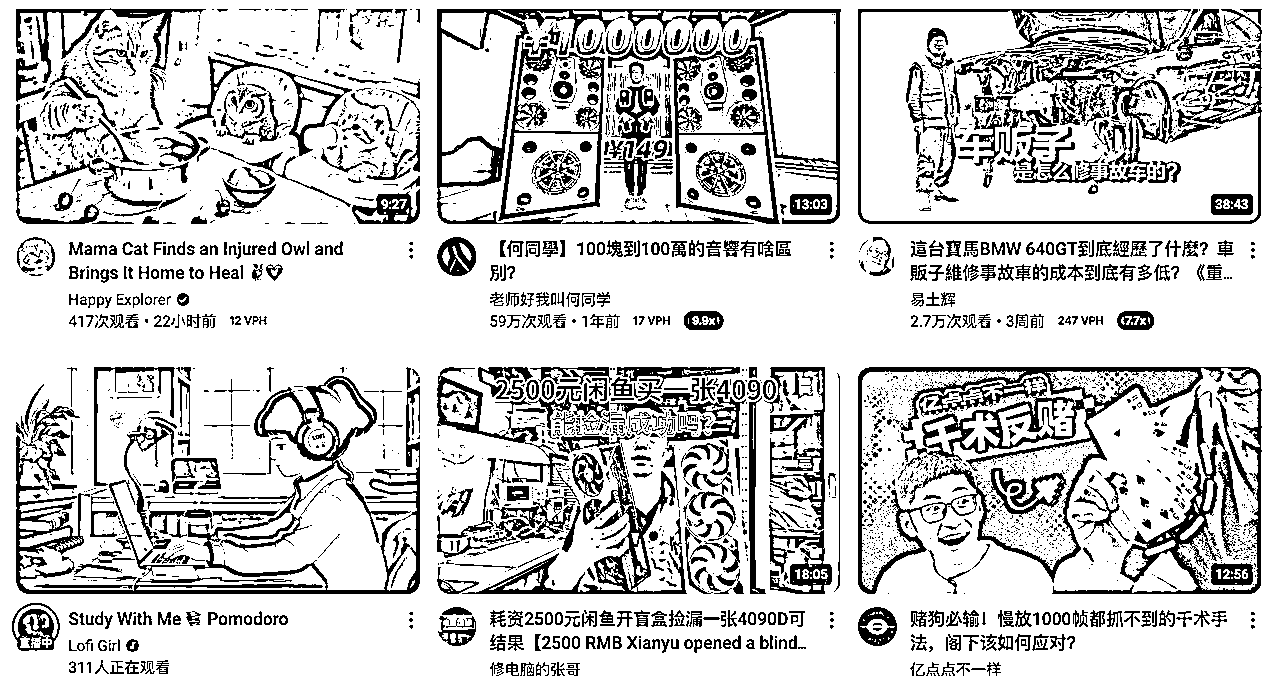 9:27
Mama Cat Finds an Injured Owl and
Brings It Home to Heal
Happy Explorer
417次观看・22小时前 12 VPH
¥1000000
¥149
13:03
【何同學】100塊到100萬的音響有啥區
別?
老师好我叫何同学
59万次观看・1年前 17 VPH 9.9x
车贩子
是怎么修事故车的?
38:43
這台寶馬BMW 640GT到底經歷了什麼? 車
販子維修事故車的成本到底有多低? 《重...
易土辉
2.7万次观看・3周前 247 VPH 7.7x
直播中
Study With Me Pomodoro
Lofi Girl
311人正在观看
2500元闲鱼买一张4090
能捡漏成功吗?
18:05
耗资2500元闲鱼开盲盒捡漏一张4090D可
结果【2500 RMB Xianyu opened a blind...
修电脑的张哥
亿点点不一样
千术反赌
12:56
赌狗必输! 慢放1000帧都抓不到的千术手
法, 阁下该如何应对?
亿点点不一样